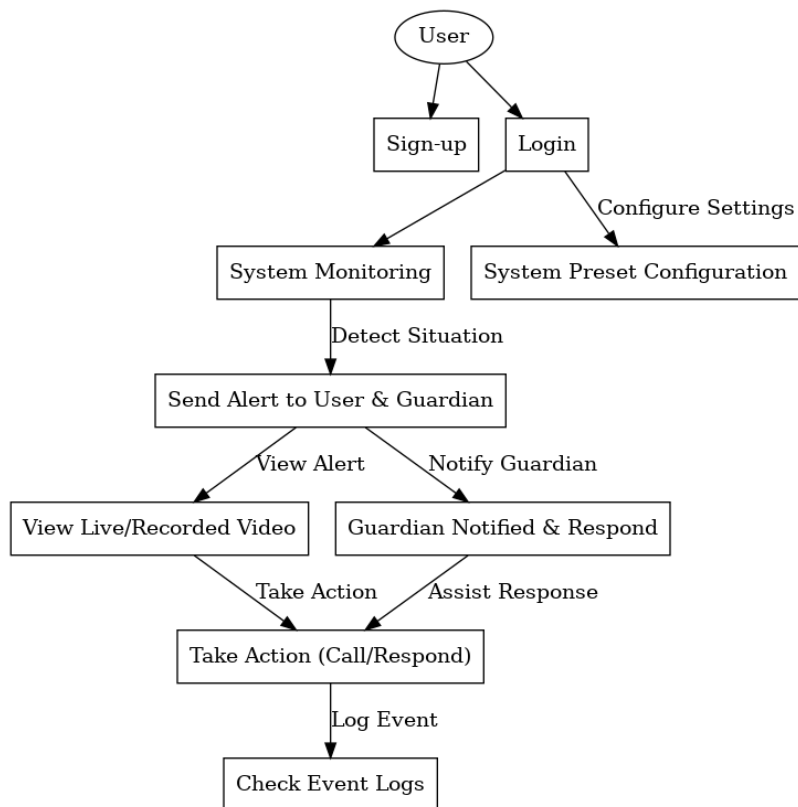 User
Sign-up
Login
Configure Settings
System Monitoring
System Preset Configuration
Detect Situation
Send Alert to User & Guardian
View Alert
Notify Guardian
View Live/Recorded Video
Guardian Notified & Respond
Take Action
Assist Response
Take Action (Call/Respond)
Log Event
Check Event Logs